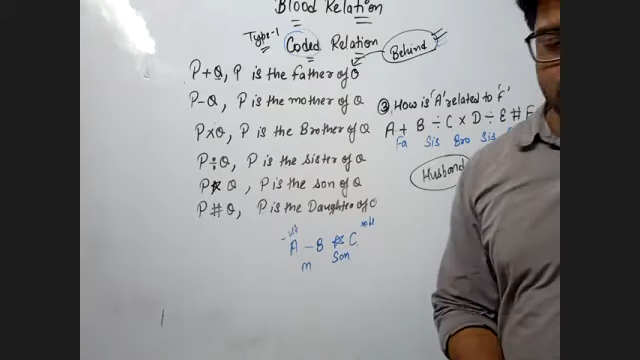 Blood Relation
Type-1
Coded Relation
Behind
P+Q, P is the father of Q
P-Q, P is the mother of Q
P×Q, P is the Brother of Q
P÷Q, P is the sister of Q
P☆Q, P is the son of Q
P#Q, P is the Daughter of Q
③ How is 'A' related to 'F'
A + B ÷ C × D ÷ E # F
Fa Sis Bro Sis
Husband
A - B ☆ C
m Son